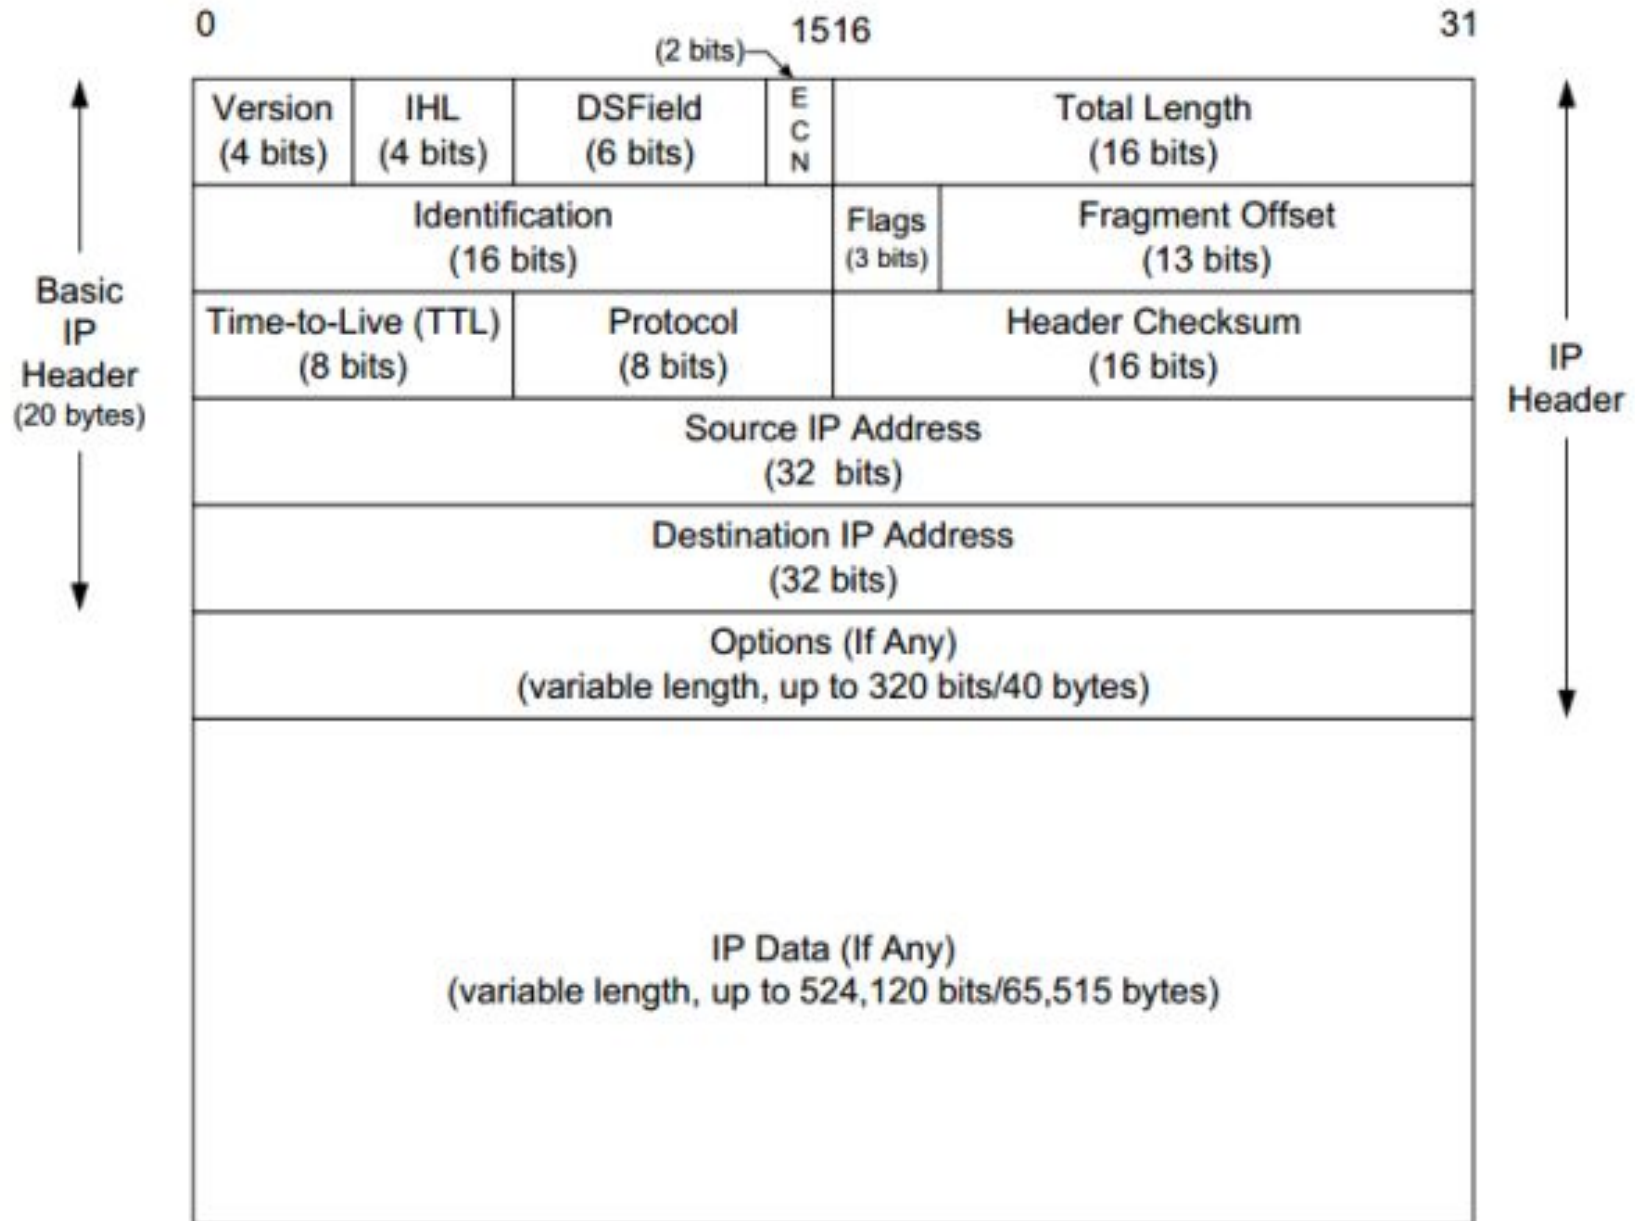 0
1516
31
(2 bits)
Version
(4 bits)
IHL
(4 bits)
DSField
(6 bits)
E
C
N
Total Length
(16 bits)
Identification
(16 bits)
Flags
(3 bits)
Fragment Offset
(13 bits)
Time-to-Live (TTL)
(8 bits)
Protocol
(8 bits)
Header Checksum
(16 bits)
Source IP Address
(32 bits)
Destination IP Address
(32 bits)
Options (If Any)
(variable length, up to 320 bits/40 bytes)
IP Data (If Any)
(variable length, up to 524,120 bits/65,515 bytes)
Basic
IP
Header
(20 bytes)
IP
Header